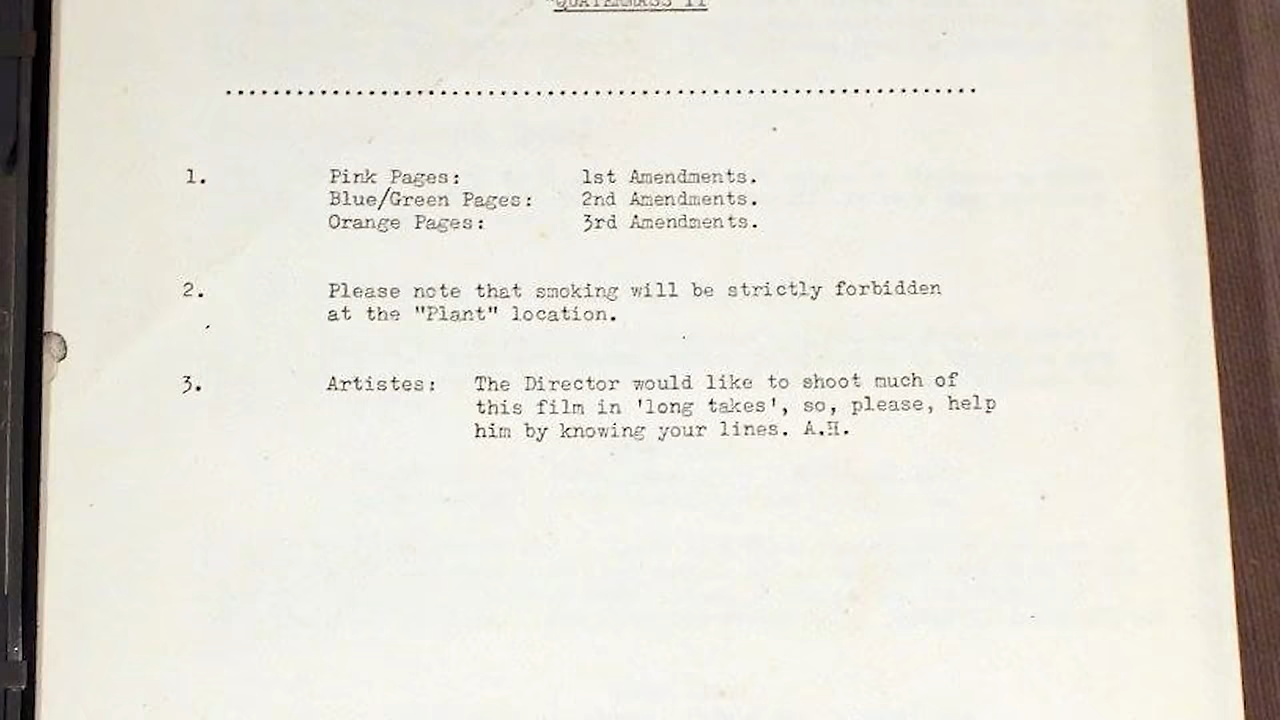 "QUATERMASS II
..........................................................................
1. Pink Pages: 1st Amendments.
Blue/Green Pages: 2nd Amendments.
Orange Pages: 3rd Amendments.
2. Please note that smoking will be strictly forbidden
at the "Plant" location.
3. Artistes: The Director would like to shoot much of
this film in 'long takes', so, please, help
him by knowing your lines. A.H.